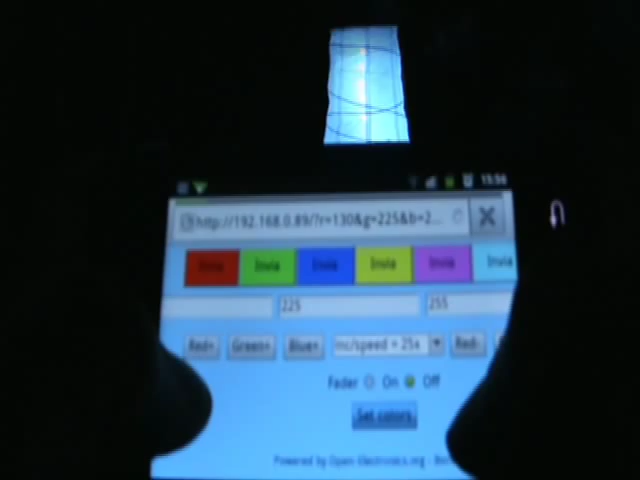 15:56
http://192.168.0.89/?r=130&g=225&b=2...
Invia Invia Invia Invia Invia Invia
225 255
Red+ Green+ Blue+ inc/speed = 25x Red-
Fader On Off
Set colors
Powered by Open-Electronics.org -